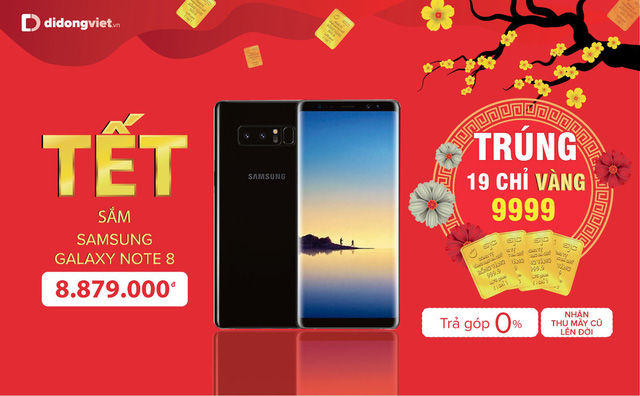 didongviet.vn
TẾT
SẮM
SAMSUNG
GALAXY NOTE 8
8.879.000đ
SAMSUNG
TRÚNG
19 CHỈ VÀNG
9999
Trả góp 0%
NHẬN
THU MÁY CŨ
LÊN ĐỜI